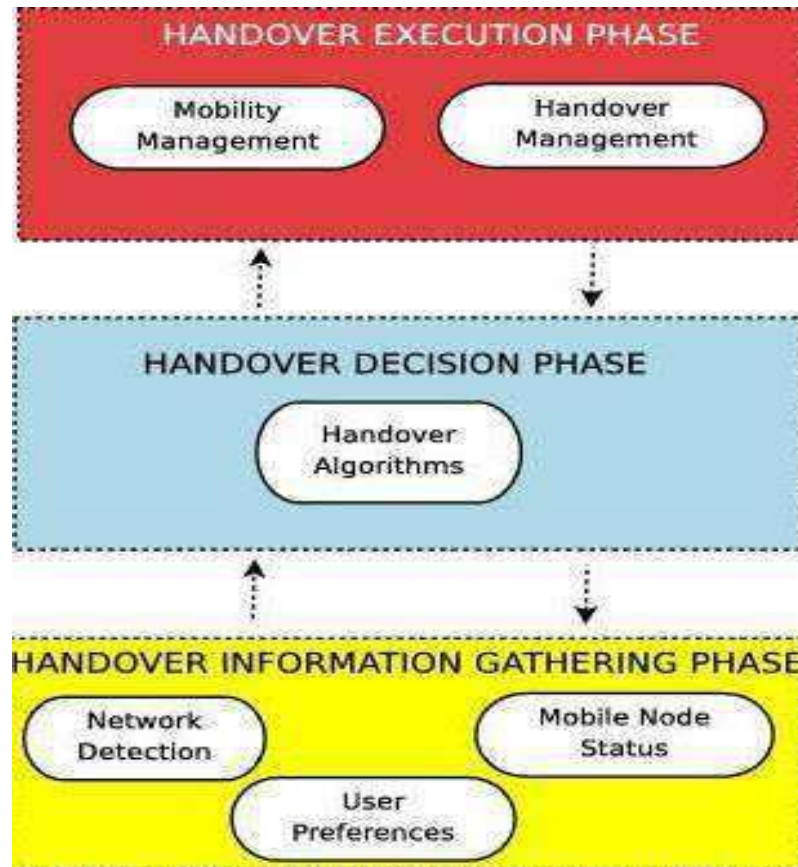 HANDOVER EXECUTION PHASE
Mobility
Management
Handover
Management
HANDOVER DECISION PHASE
Handover
Algorithms
HANDOVER INFORMATION GATHERING PHASE
Network
Detection
Mobile Node
Status
User
Preferences